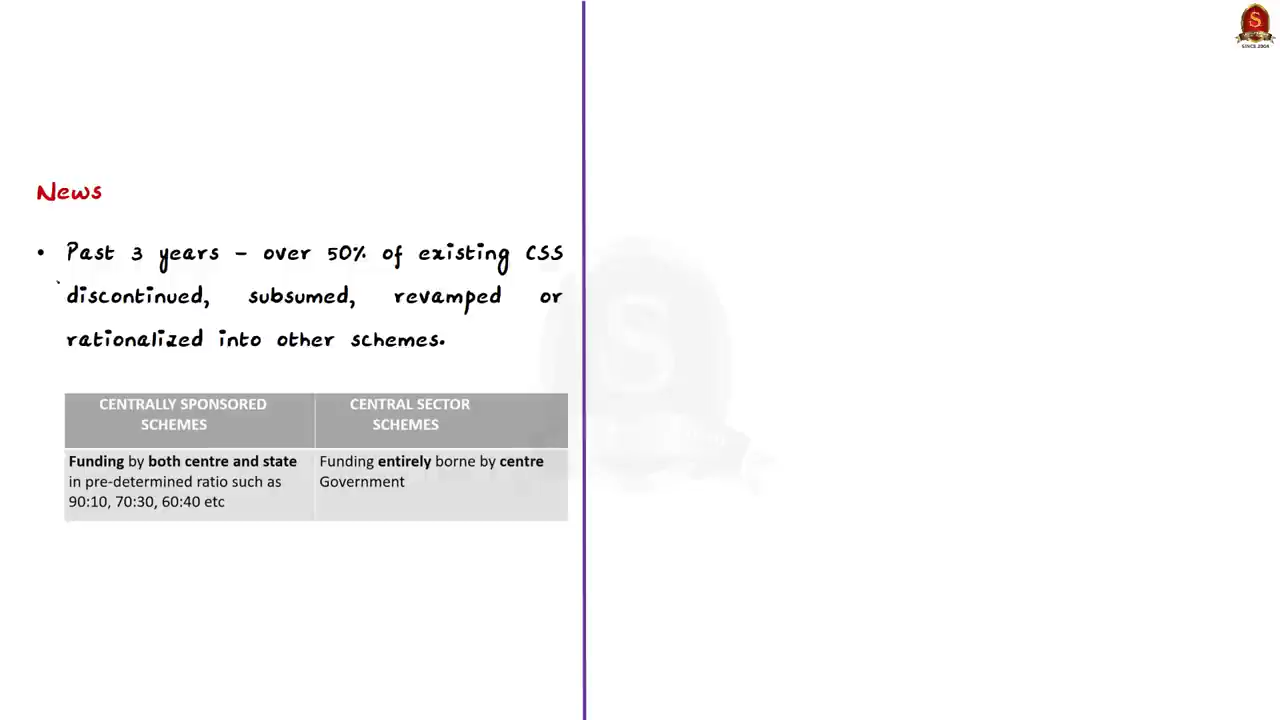 News
• Past 3 years - over 50% of existing CSS
discontinued, subsumed, revamped or
rationalized into other schemes.
CENTRALLY SPONSORED
SCHEMES
CENTRAL SECTOR
SCHEMES
Funding by both centre and state
in pre-determined ratio such as
90:10, 70:30, 60:40 etc
Funding entirely borne by centre
Government
S
SINCE 2004